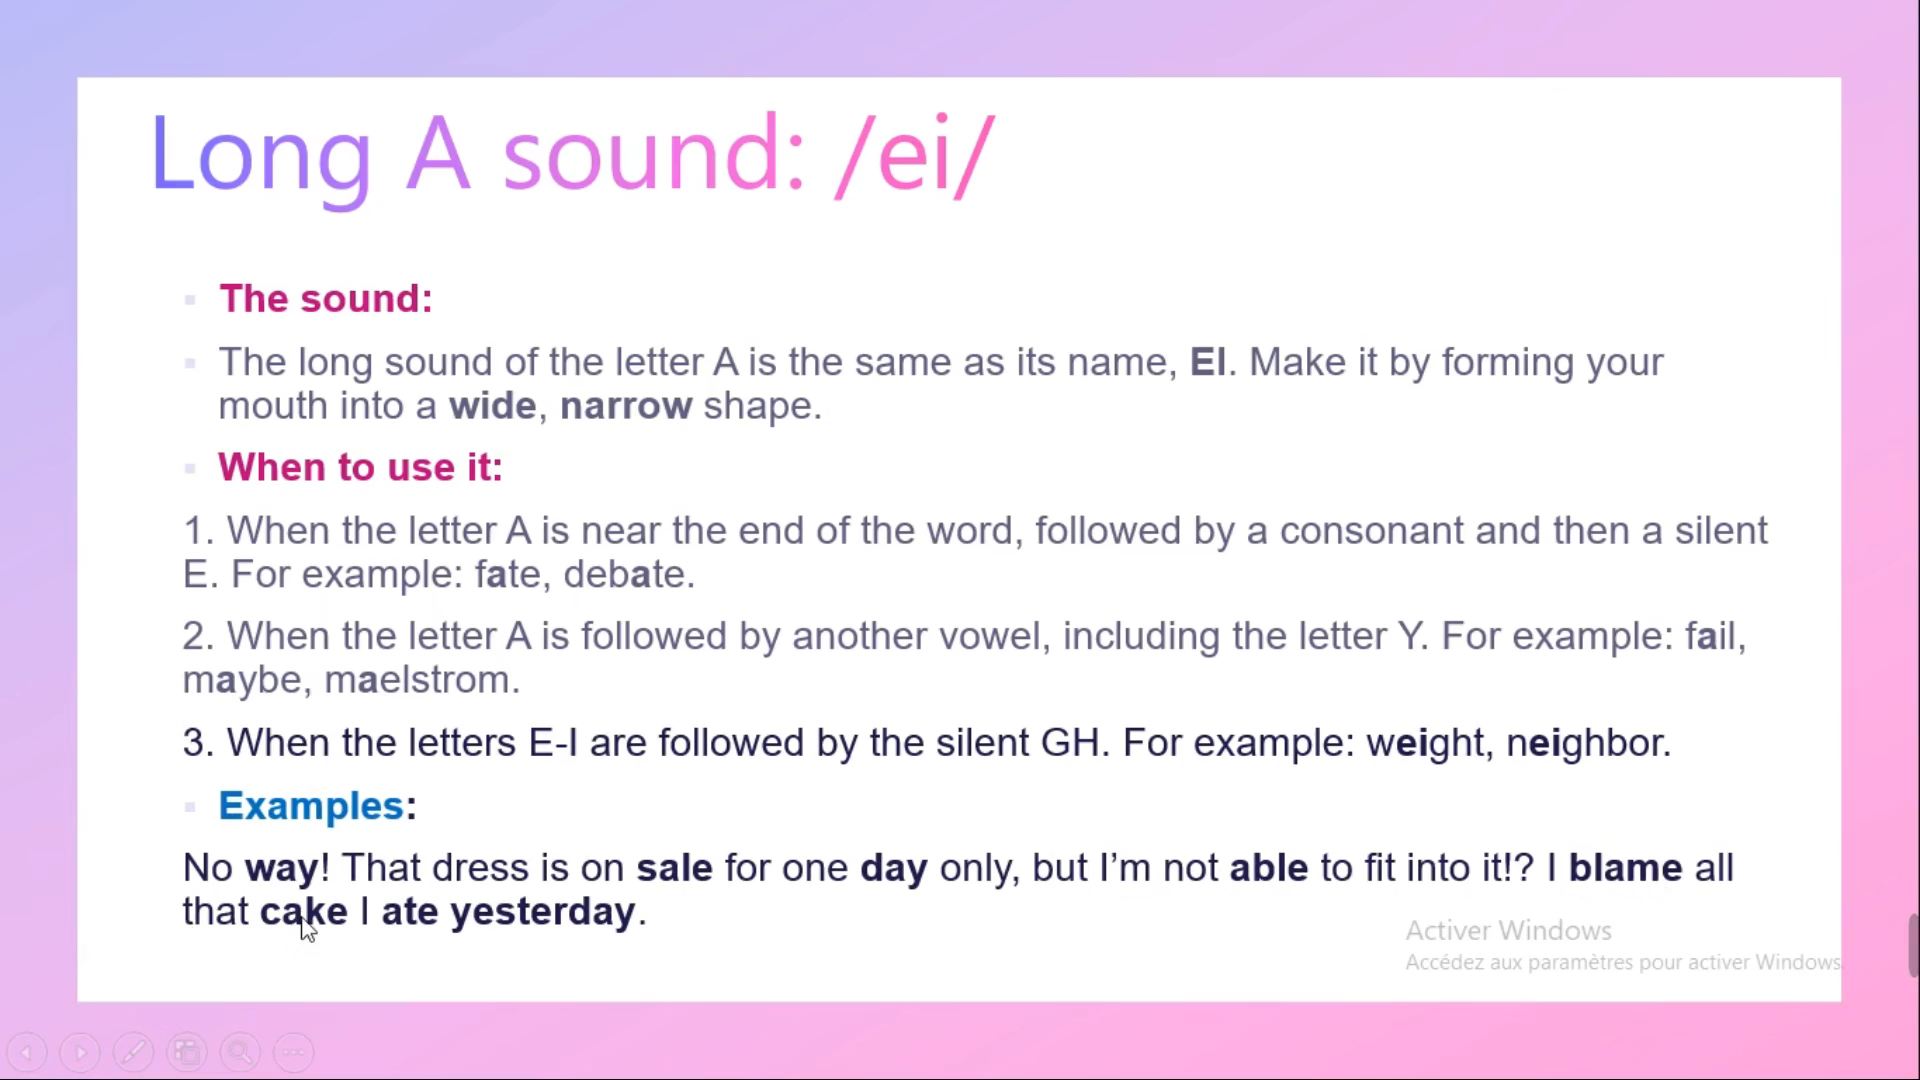 Long A sound: /ei/
The sound:
The long sound of the letter A is the same as its name, EI. Make it by forming your
mouth into a wide, narrow shape.
When to use it:
1. When the letter A is near the end of the word, followed by a consonant and then a silent
E. For example: fate, debate.
2. When the letter A is followed by another vowel, including the letter Y. For example: fail,
maybe, maelstrom.
3. When the letters E-I are followed by the silent GH. For example: weight, neighbor.
Examples:
No way! That dress is on sale for one day only, but I’m not able to fit into it!? I blame all
that cake I ate yesterday.
Activer Windows
Accédez aux paramètres pour activer Windows.